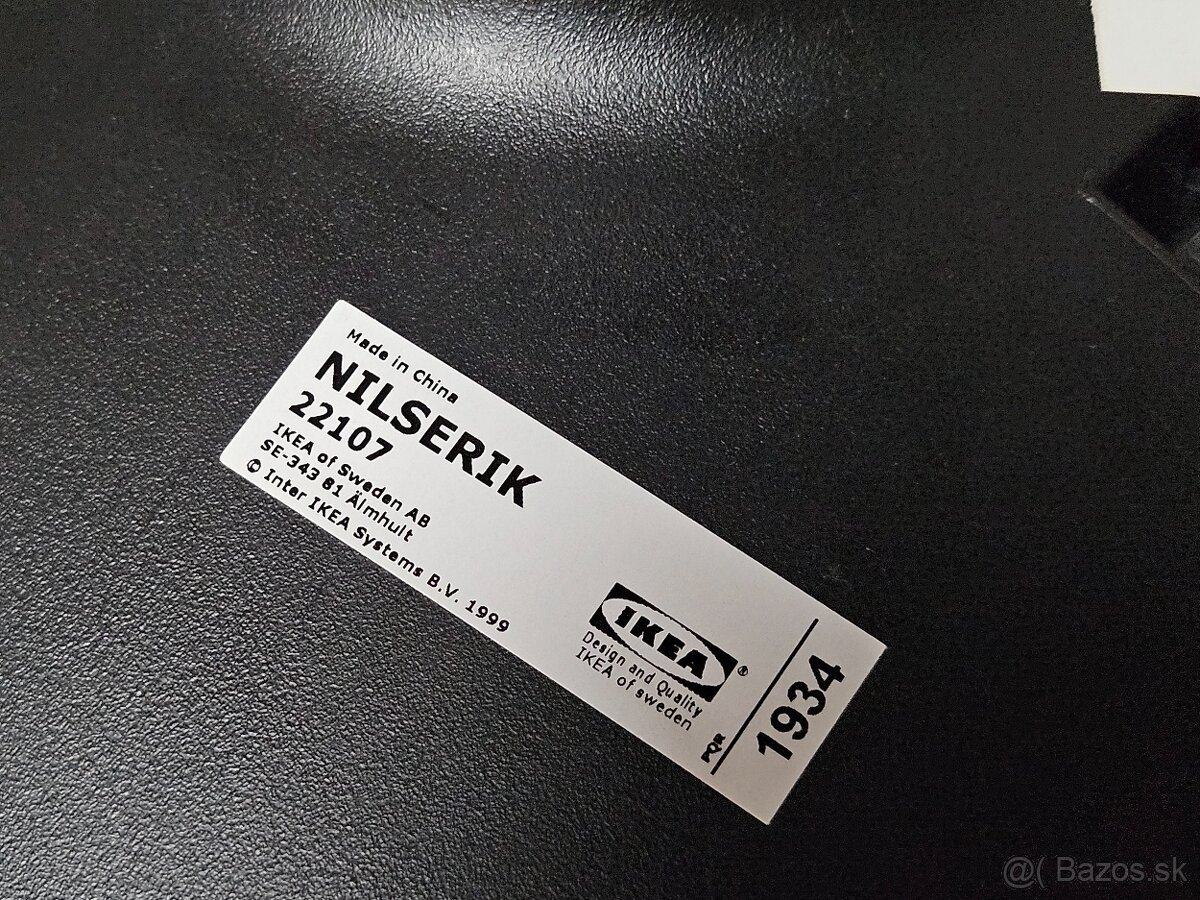 Made in China
NILSERIK
22107
IKEA of Sweden AB
SE-343 81 Älmhult
© Inter IKEA Systems B.V. 1999
IKEA®
Design and Quality
IKEA of Sweden
PQR
1934
@( Bazos.sk